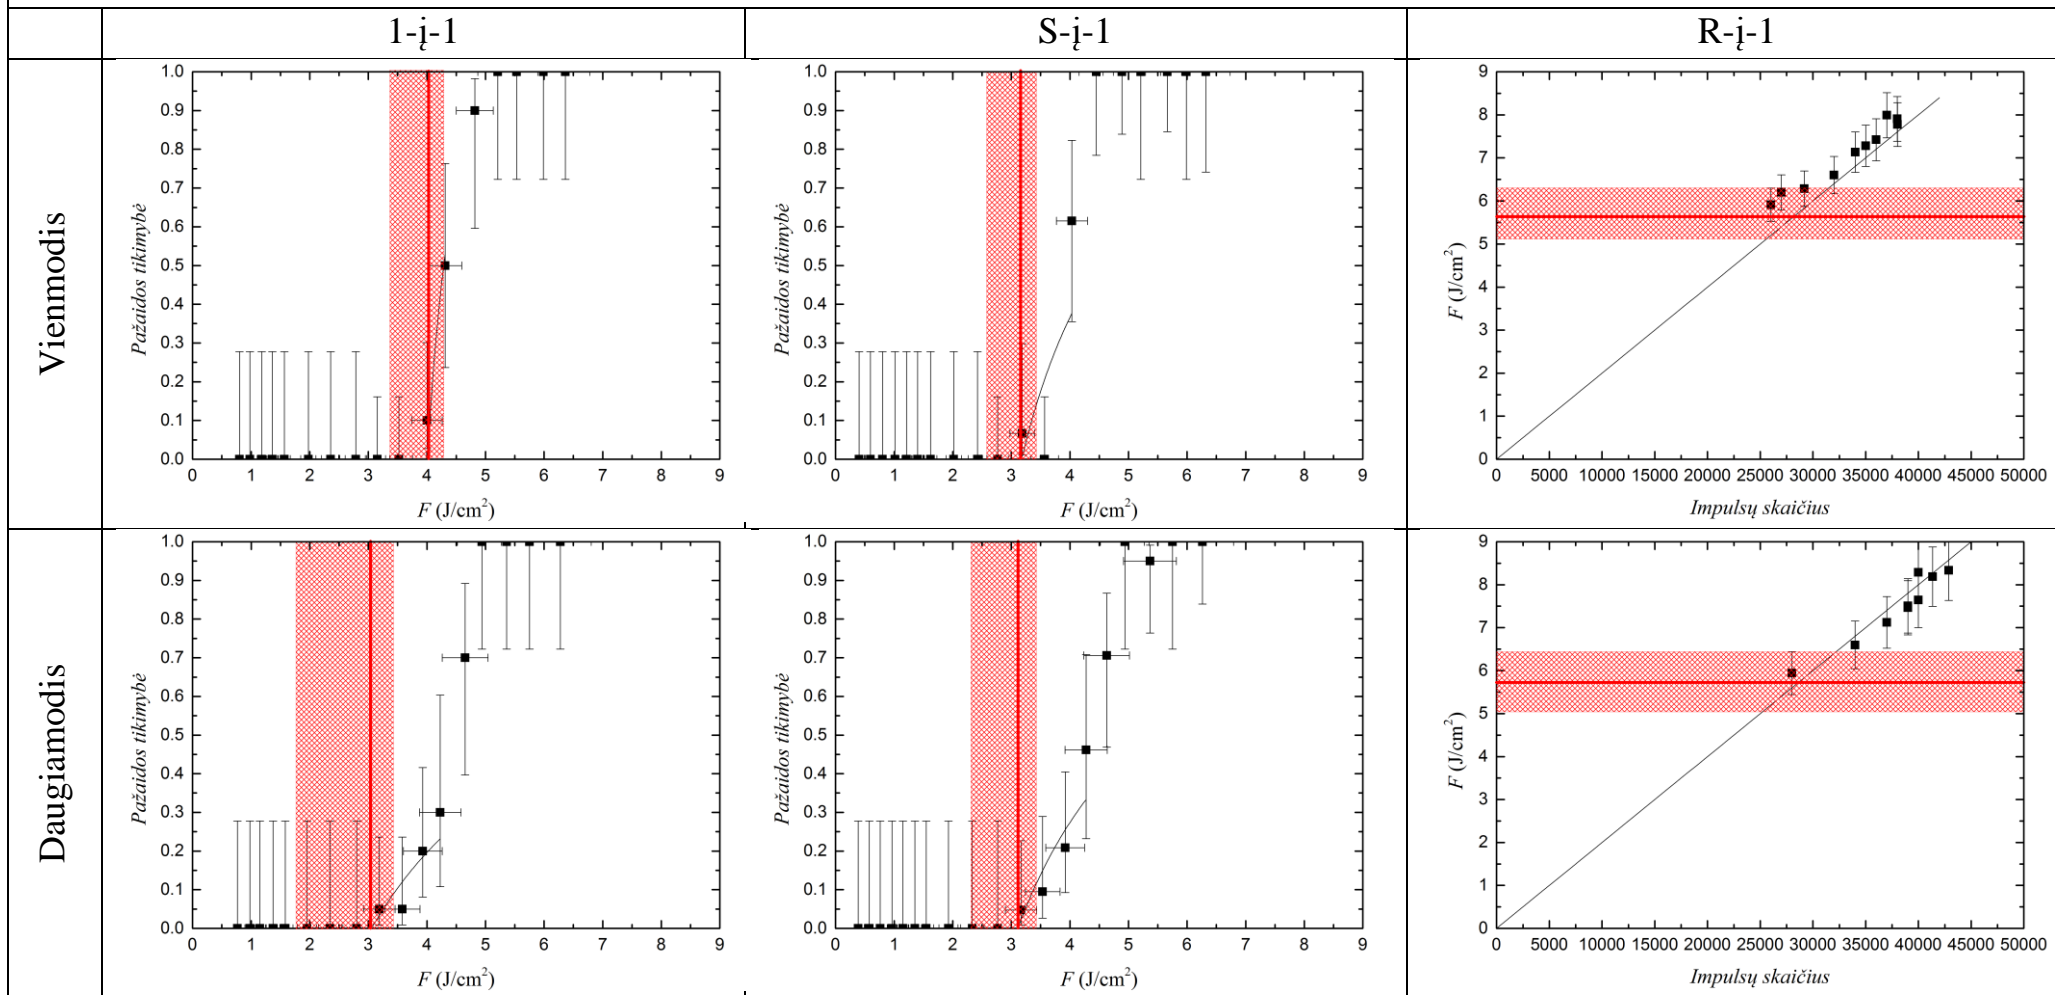 1-į-1 S-į-1 R-į-1
Vienmodis
1.0 0.9 0.8 0.7 0.6 0.5 0.4 0.3 0.2 0.1 0.0
Pažaidos tikimybė
0 1 2 3 4 5 6 7 8 9
F (J/cm²)
1.0 0.9 0.8 0.7 0.6 0.5 0.4 0.3 0.2 0.1 0.0
Pažaidos tikimybė
0 1 2 3 4 5 6 7 8 9
F (J/cm²)
9 8 7 6 5 4 3 2 1 0
F (J/cm²)
0 5000 10000 15000 20000 25000 30000 35000 40000 45000 50000
Impulsų skaičius
Daugiamodis
1.0 0.9 0.8 0.7 0.6 0.5 0.4 0.3 0.2 0.1 0.0
Pažaidos tikimybė
0 1 2 3 4 5 6 7 8 9
F (J/cm²)
1.0 0.9 0.8 0.7 0.6 0.5 0.4 0.3 0.2 0.1 0.0
Pažaidos tikimybė
0 1 2 3 4 5 6 7 8 9
F (J/cm²)
9 8 7 6 5 4 3 2 1 0
F (J/cm²)
0 5000 10000 15000 20000 25000 30000 35000 40000 45000 50000
Impulsų skaičius